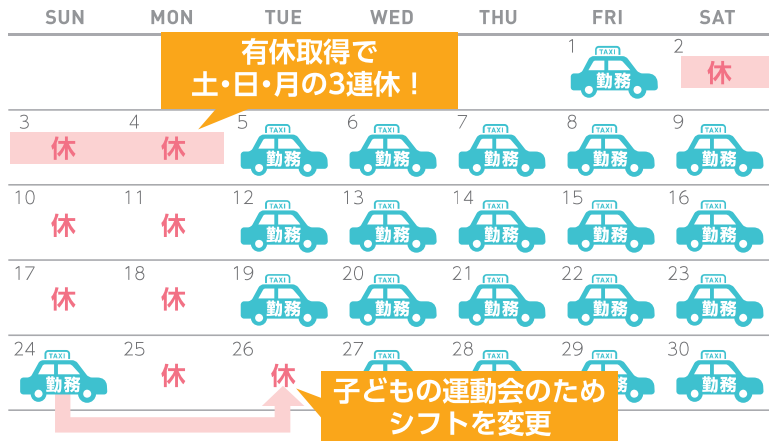 SUN MON TUE WED THU FRI SAT
有休取得で
土・日・月の3連休！
1 2
TAXI
勤務 休
3 4 5 6 7 8 9
TAXI TAXI TAXI TAXI TAXI
休 休 勤務 勤務 勤務 勤務 勤務
10 11 12 13 14 15 16
TAXI TAXI TAXI TAXI TAXI
休 休 勤務 勤務 勤務 勤務 勤務
17 18 19 20 21 22 23
TAXI TAXI TAXI TAXI TAXI
休 休 勤務 勤務 勤務 勤務 勤務
24 25 26 27 28 29 30
TAXI TAXI TAXI TAXI TAXI
勤務 休 休 務 勤務
子どもの運動会のため
シフトを変更